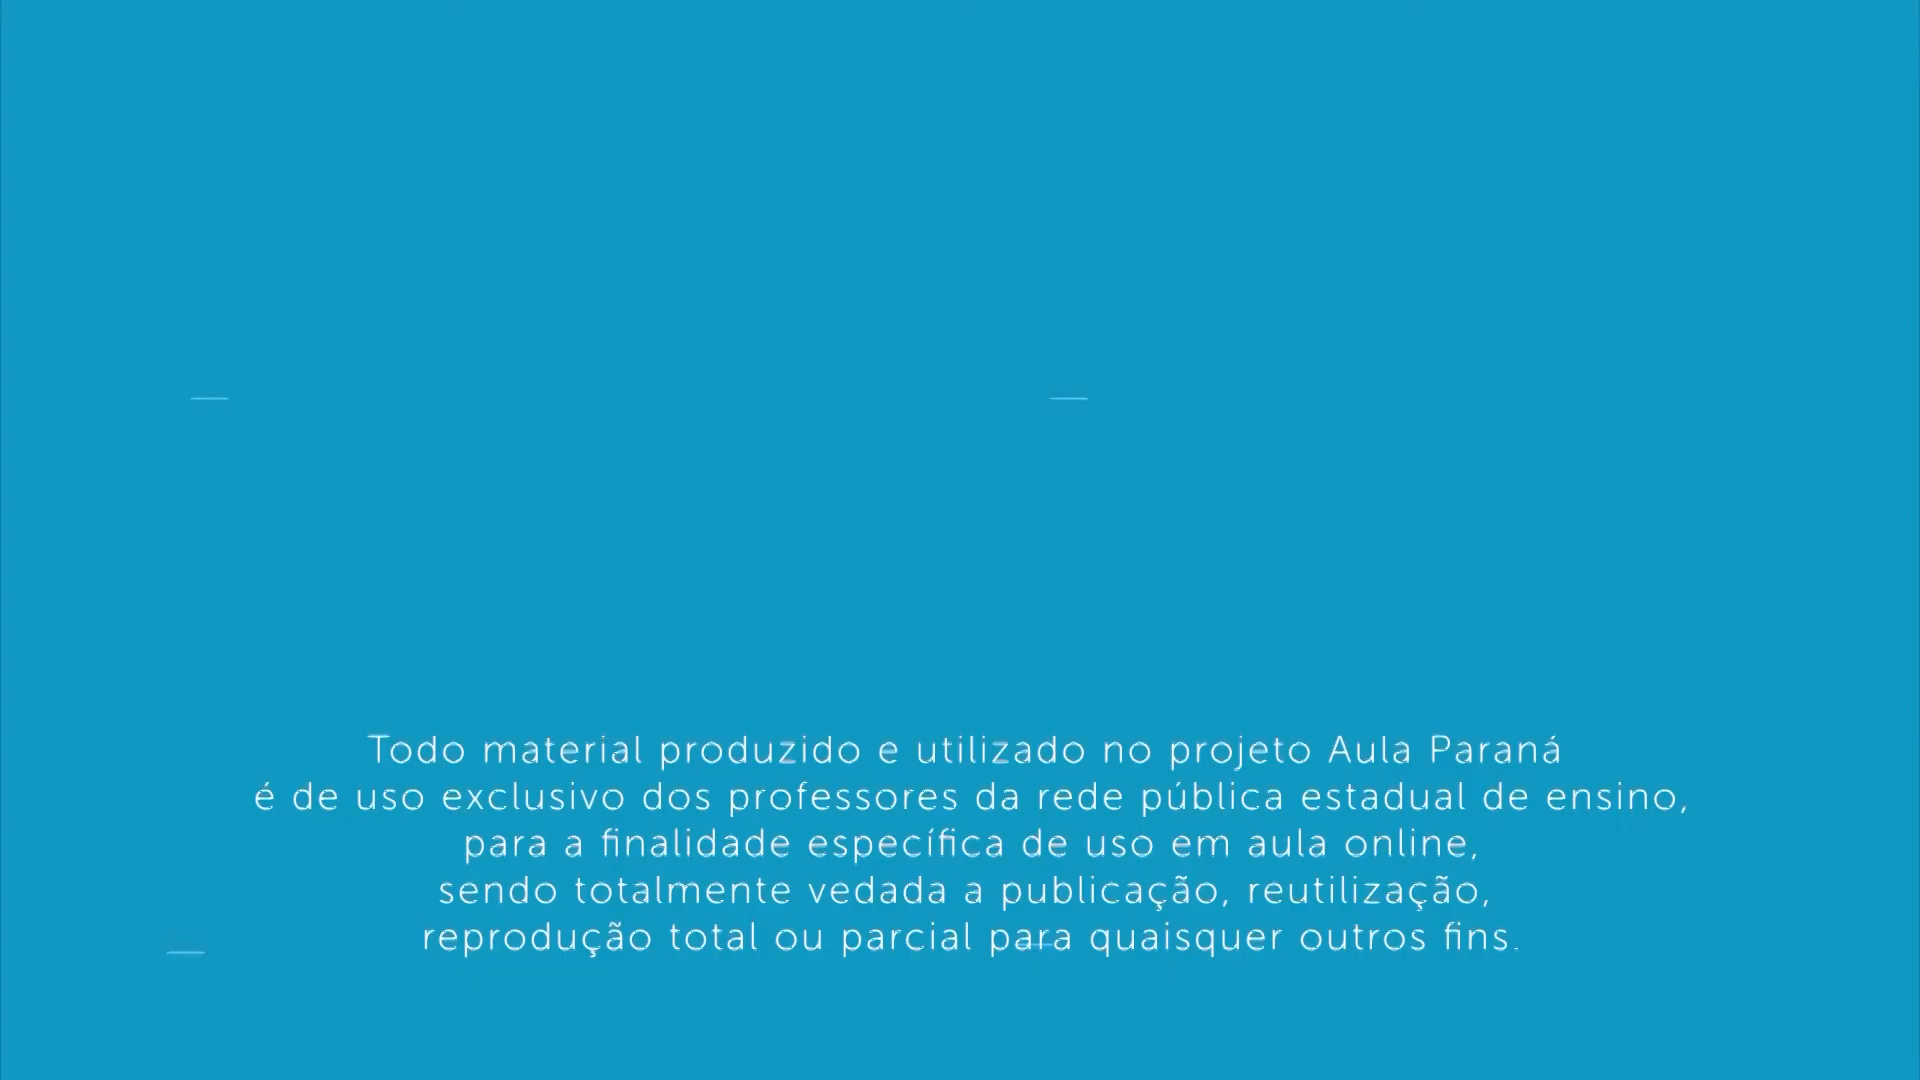 Todo material produzido e utilizado no projeto Aula Paraná
é de uso exclusivo dos professores da rede pública estadual de ensino,
para a finalidade específica de uso em aula online,
sendo totalmente vedada a publicação, reutilização,
reprodução total ou parcial para quaisquer outros fins.